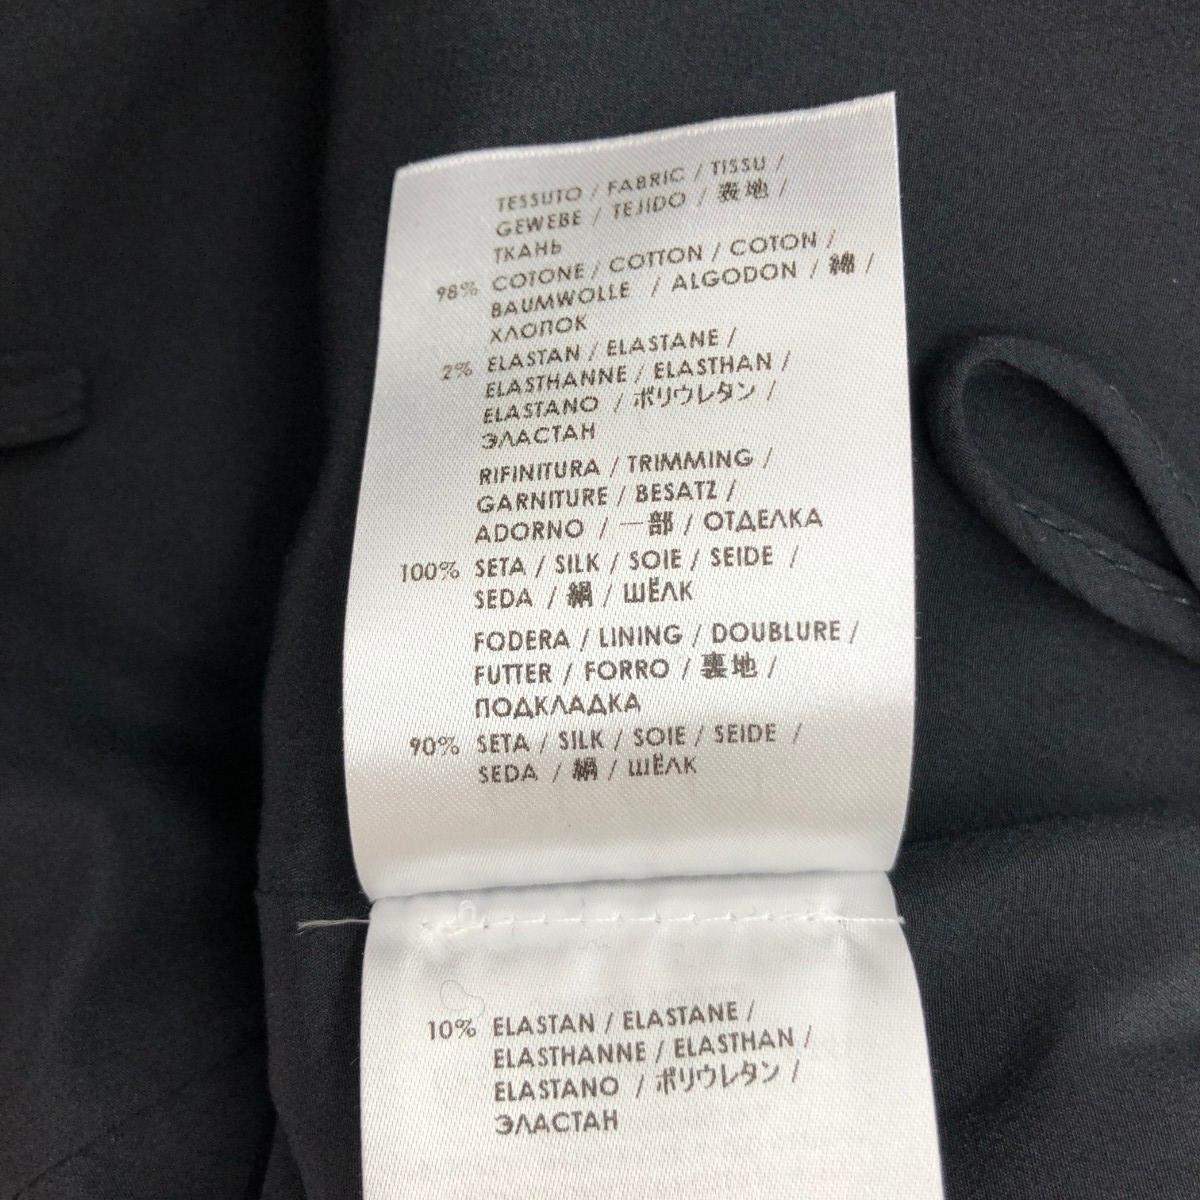 TESSUTO / FABRIC / TISSU /
GEWEBE / TEJIDO / 表地 /
ТКАНЬ
98% COTONE / COTTON / COTON /
BAUMWOLLE / ALGODON / 綿 /
ХЛОПОК
2% ELASTAN / ELASTANE /
ELASTHANNE / ELASTHAN /
ELASTANO / ポリウレタン /
ЭЛАСТАН
RIFINITURA / TRIMMING /
GARNITURE / BESATZ /
ADORNO / 一部 / ОТДЕЛКА
100% SETA / SILK / SOIE / SEIDE /
SEDA / 絹 / ШЁЛК
FODERA / LINING / DOUBLURE /
FUTTER / FORRO / 裏地 /
ПОДКЛАДКА
90% SETA / SILK / SOIE / SEIDE /
SEDA / 絹 / ШЁЛК
10% ELASTAN / ELASTANE /
ELASTHANNE / ELASTHAN /
ELASTANO / ポリウレタン /
ЭЛАСТАН